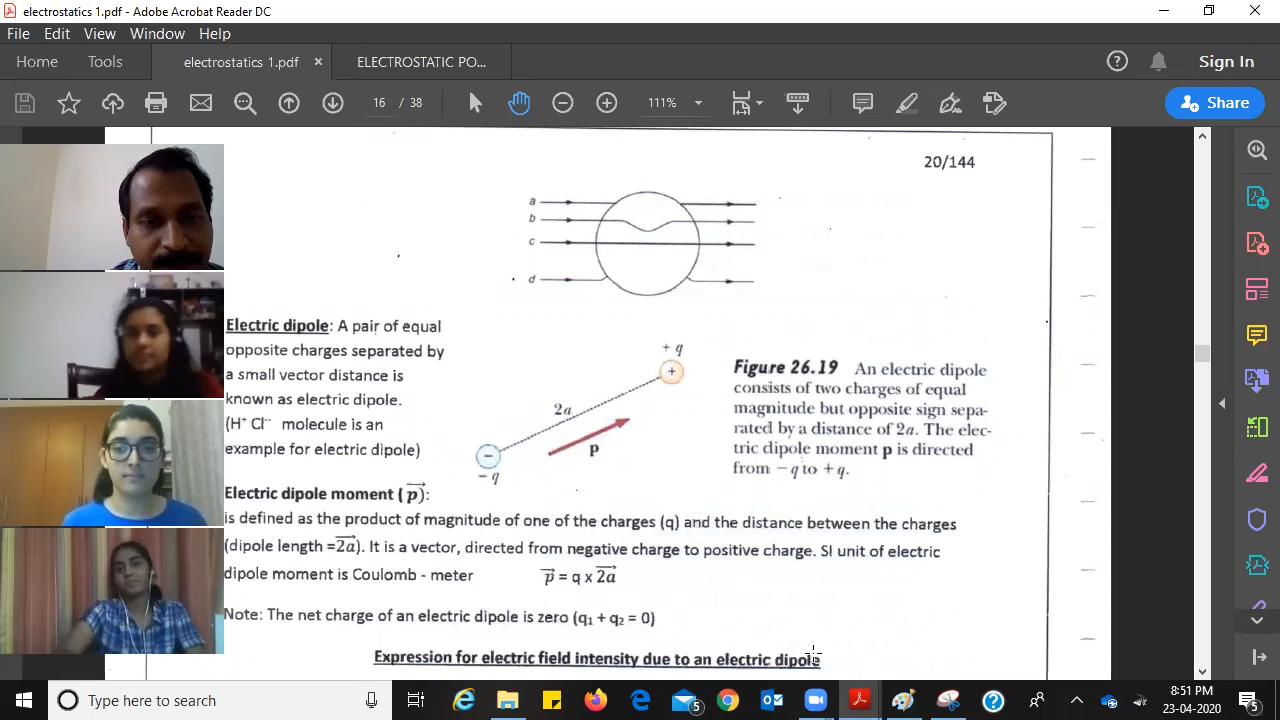 electrostatics 1.pdf - Adobe Acrobat Reader DC
File Edit View Window Help
Home Tools electrostatics 1.pdf × ELECTROSTATIC PO... Sign In
16 / 38 111% Share
20/144
a
b
c
d
Electric dipole: A pair of equal
opposite charges separated by
a small vector distance is
known as electric dipole.
(H⁺ Cl⁻ molecule is an
example for electric dipole)
+ q
+
2a
p
−
− q
Figure 26.19 An electric dipole
consists of two charges of equal
magnitude but opposite sign sepa-
rated by a distance of 2a. The elec-
tric dipole moment p is directed
from − q to + q.
Electric dipole moment ( p⃗ ):
is defined as the product of magnitude of one of the charges (q) and the distance between the charges
(dipole length =2a⃗). It is a vector, directed from negative charge to positive charge. SI unit of electric
dipole moment is Coulomb - meter p⃗ = q x 2a⃗
Note: The net charge of an electric dipole is zero (q₁ + q₂ = 0)
Expression for electric field intensity due to an electric dipole
Type here to search
5
8:51 PM
23-04-2020
5